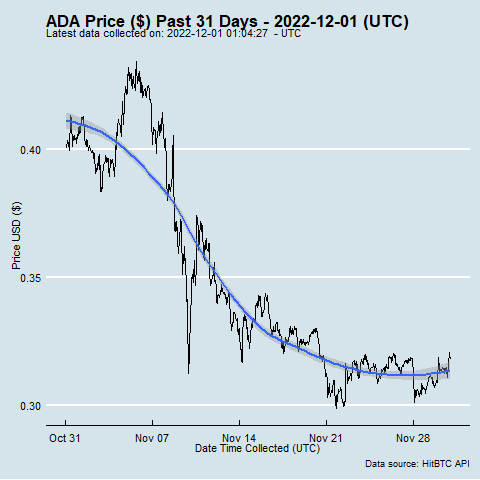 ADA Price ($) Past 31 Days - 2022-12-01 (UTC)
Latest data collected on: 2022-12-01 01:04:27 - UTC
Price USD ($)
0.40
0.35
0.30
Oct 31
Nov 07
Nov 14
Nov 21
Nov 28
Date Time Collected (UTC)
Data source: HitBTC API